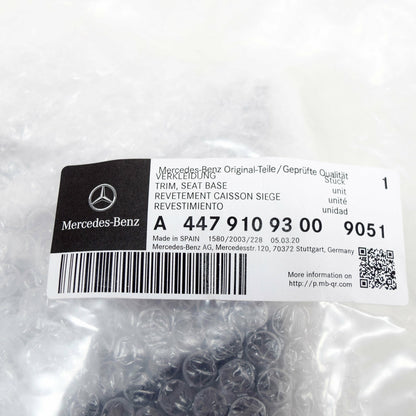 Mercedes-Benz Original-Teile/Geprüfte Qualität
VERKLEIDUNG Stück 1
TRIM, SEAT BASE unit
REVETEMENT CAISSON SIEGE unité
REVESTIMIENTO unidad
Mercedes-Benz
A 447 910 93 00 9051
Made in SPAIN 1580/2003/228 05.03.20
Mercedes-Benz AG, Mercedesstr.120, 70372 Stuttgart, Germany
More information on
http://p.mb-qr.com